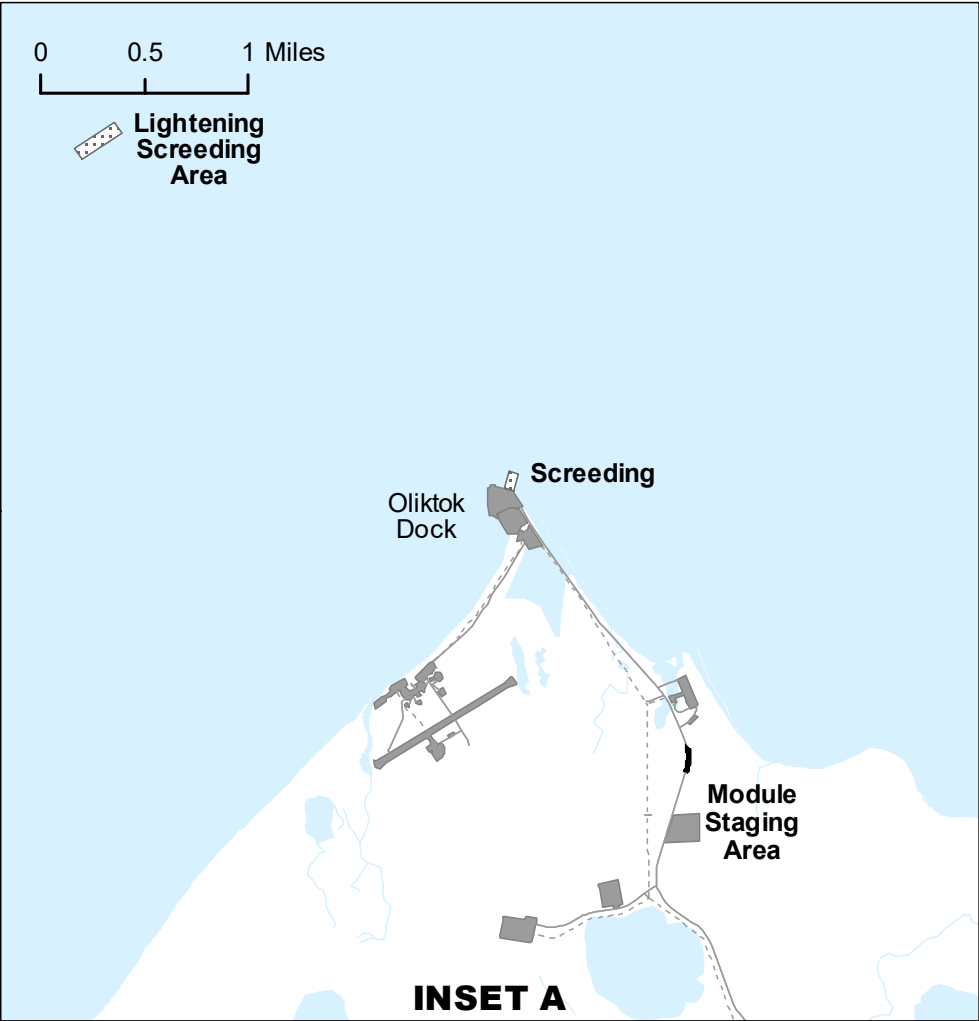 0 0.5 1 Miles
Lightening
Screeding
Area
Screeding
Oliktok
Dock
Module
Staging
Area
INSET A